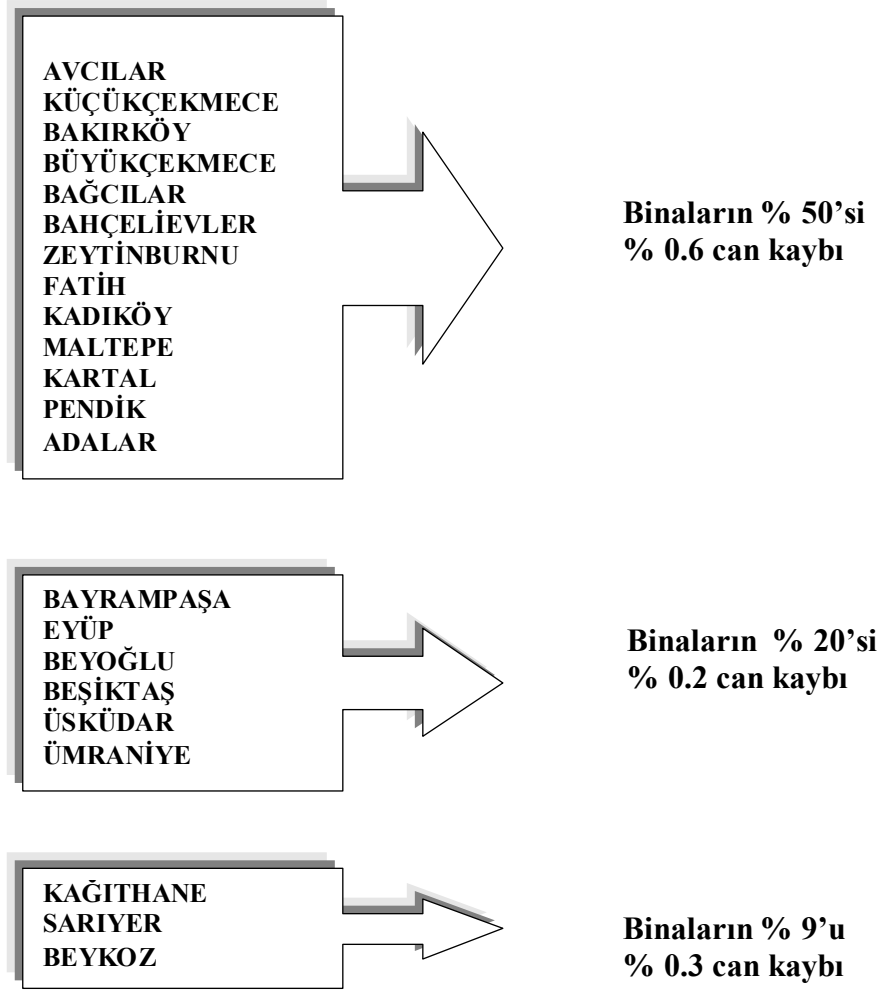 AVCILAR
KÜÇÜKÇEKMECE
BAKIRKÖY
BÜYÜKÇEKMECE
BAĞCILAR
BAHÇELİEVLER
ZEYTİNBURNU
FATİH
KADIKÖY
MALTEPE
KARTAL
PENDİK
ADALAR
Binaların % 50’si
% 0.6 can kaybı
BAYRAMPAŞA
EYÜP
BEYOĞLU
BEŞİKTAŞ
ÜSKÜDAR
ÜMRANİYE
Binaların % 20’si
% 0.2 can kaybı
KAĞITHANE
SARIYER
BEYKOZ
Binaların % 9’u
% 0.3 can kaybı